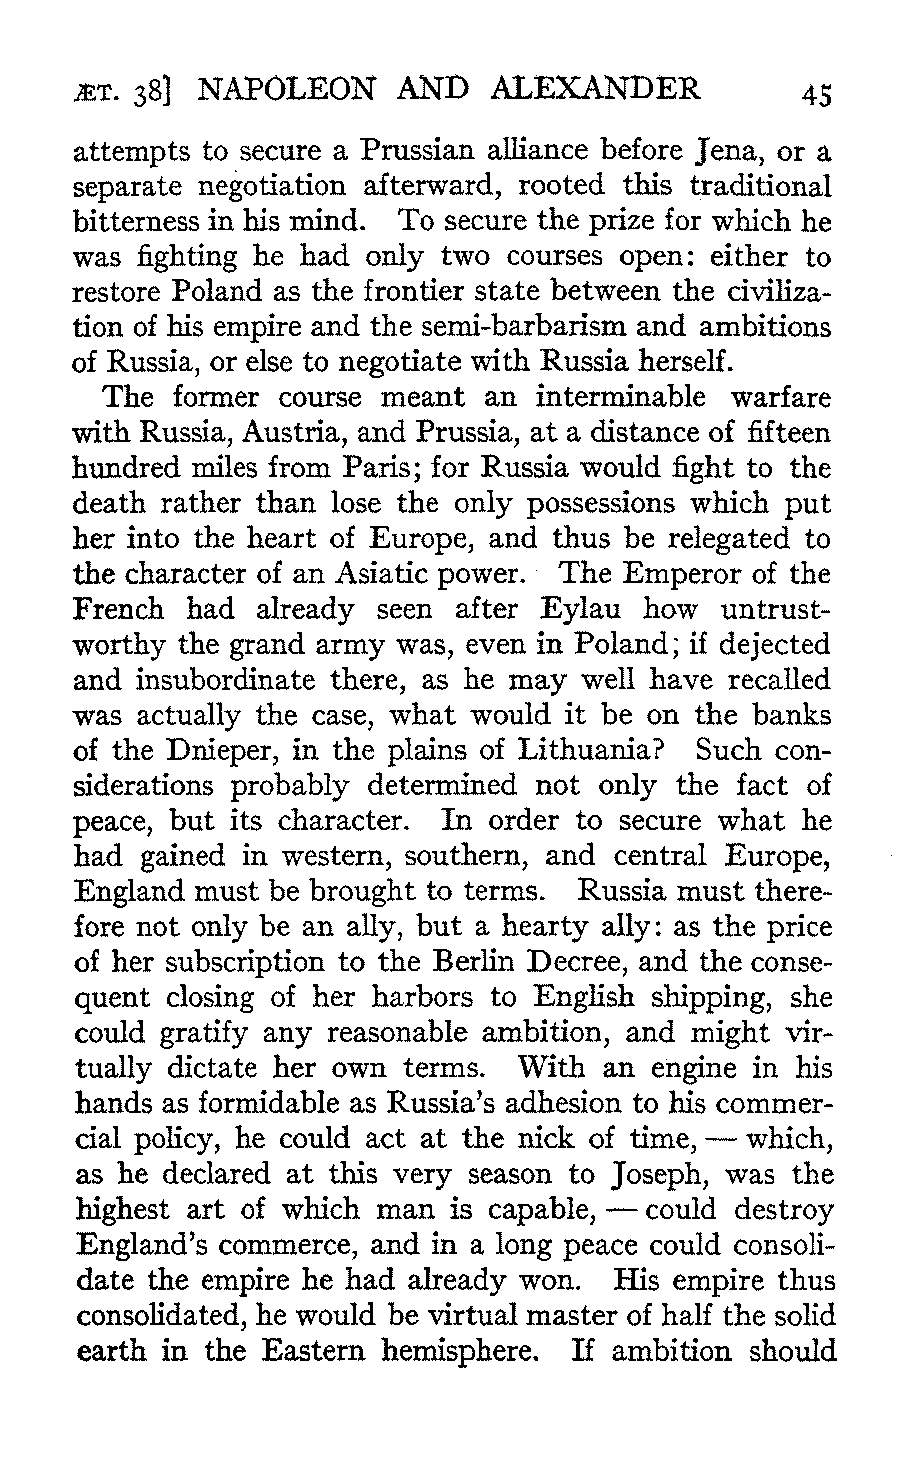 ÆT. 38] NAPOLEON AND ALEXANDER 45
attempts to secure a Prussian alliance before Jena, or a
separate negotiation afterward, rooted this traditional
bitterness in his mind. To secure the prize for which he
was fighting he had only two courses open: either to
restore Poland as the frontier state between the civiliza-
tion of his empire and the semi-barbarism and ambitions
of Russia, or else to negotiate with Russia herself.
The former course meant an interminable warfare
with Russia, Austria, and Prussia, at a distance of fifteen
hundred miles from Paris; for Russia would fight to the
death rather than lose the only possessions which put
her into the heart of Europe, and thus be relegated to
the character of an Asiatic power. The Emperor of the
French had already seen after Eylau how untrust-
worthy the grand army was, even in Poland; if dejected
and insubordinate there, as he may well have recalled
was actually the case, what would it be on the banks
of the Dnieper, in the plains of Lithuania? Such con-
siderations probably determined not only the fact of
peace, but its character. In order to secure what he
had gained in western, southern, and central Europe,
England must be brought to terms. Russia must there-
fore not only be an ally, but a hearty ally: as the price
of her subscription to the Berlin Decree, and the conse-
quent closing of her harbors to English shipping, she
could gratify any reasonable ambition, and might vir-
tually dictate her own terms. With an engine in his
hands as formidable as Russia's adhesion to his commer-
cial policy, he could act at the nick of time, — which,
as he declared at this very season to Joseph, was the
highest art of which man is capable, — could destroy
England's commerce, and in a long peace could consoli-
date the empire he had already won. His empire thus
consolidated, he would be virtual master of half the solid
earth in the Eastern hemisphere. If ambition should